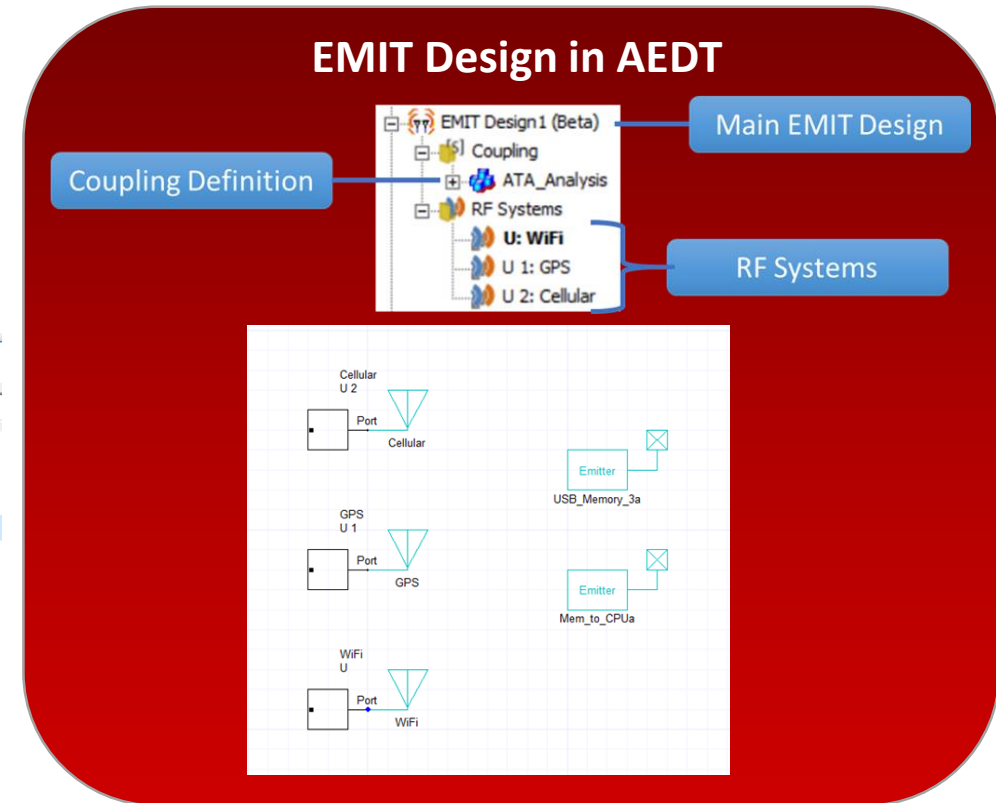 EMIT Design in AEDT
EMIT Design1 (Beta)
Main EMIT Design
[S] Coupling
Coupling Definition
ATA_Analysis
RF Systems
U: WiFi
U 1: GPS
RF Systems
U 2: Cellular
Cellular
U 2
Port
Cellular
Emitter
USB_Memory_3a
GPS
U 1
Port
GPS
Emitter
Mem_to_CPUa
WiFi
U
Port
WiFi